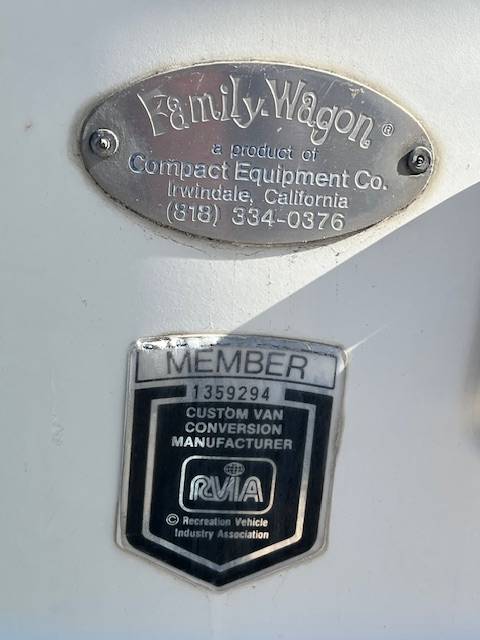 Family Wagon ®
a product of
Compact Equipment Co.
Irwindale, California
(818) 334-0376
MEMBER
1359294
CUSTOM VAN
CONVERSION
MANUFACTURER
RVIA
© Recreation Vehicle
Industry Association